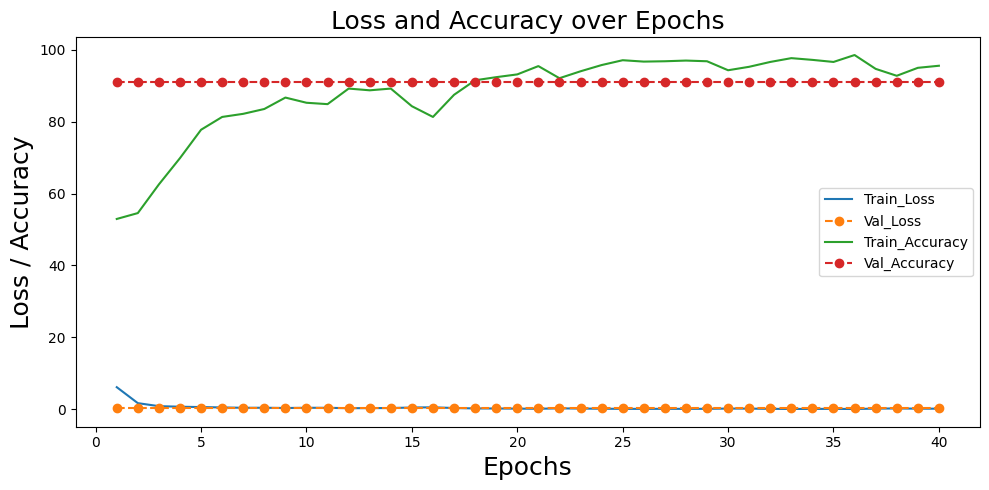 Loss and Accuracy over Epochs
Loss / Accuracy
100
80
60
40
20
0
Train_Loss
Val_Loss
Train_Accuracy
Val_Accuracy
0 5 10 15 20 25 30 35 40
Epochs